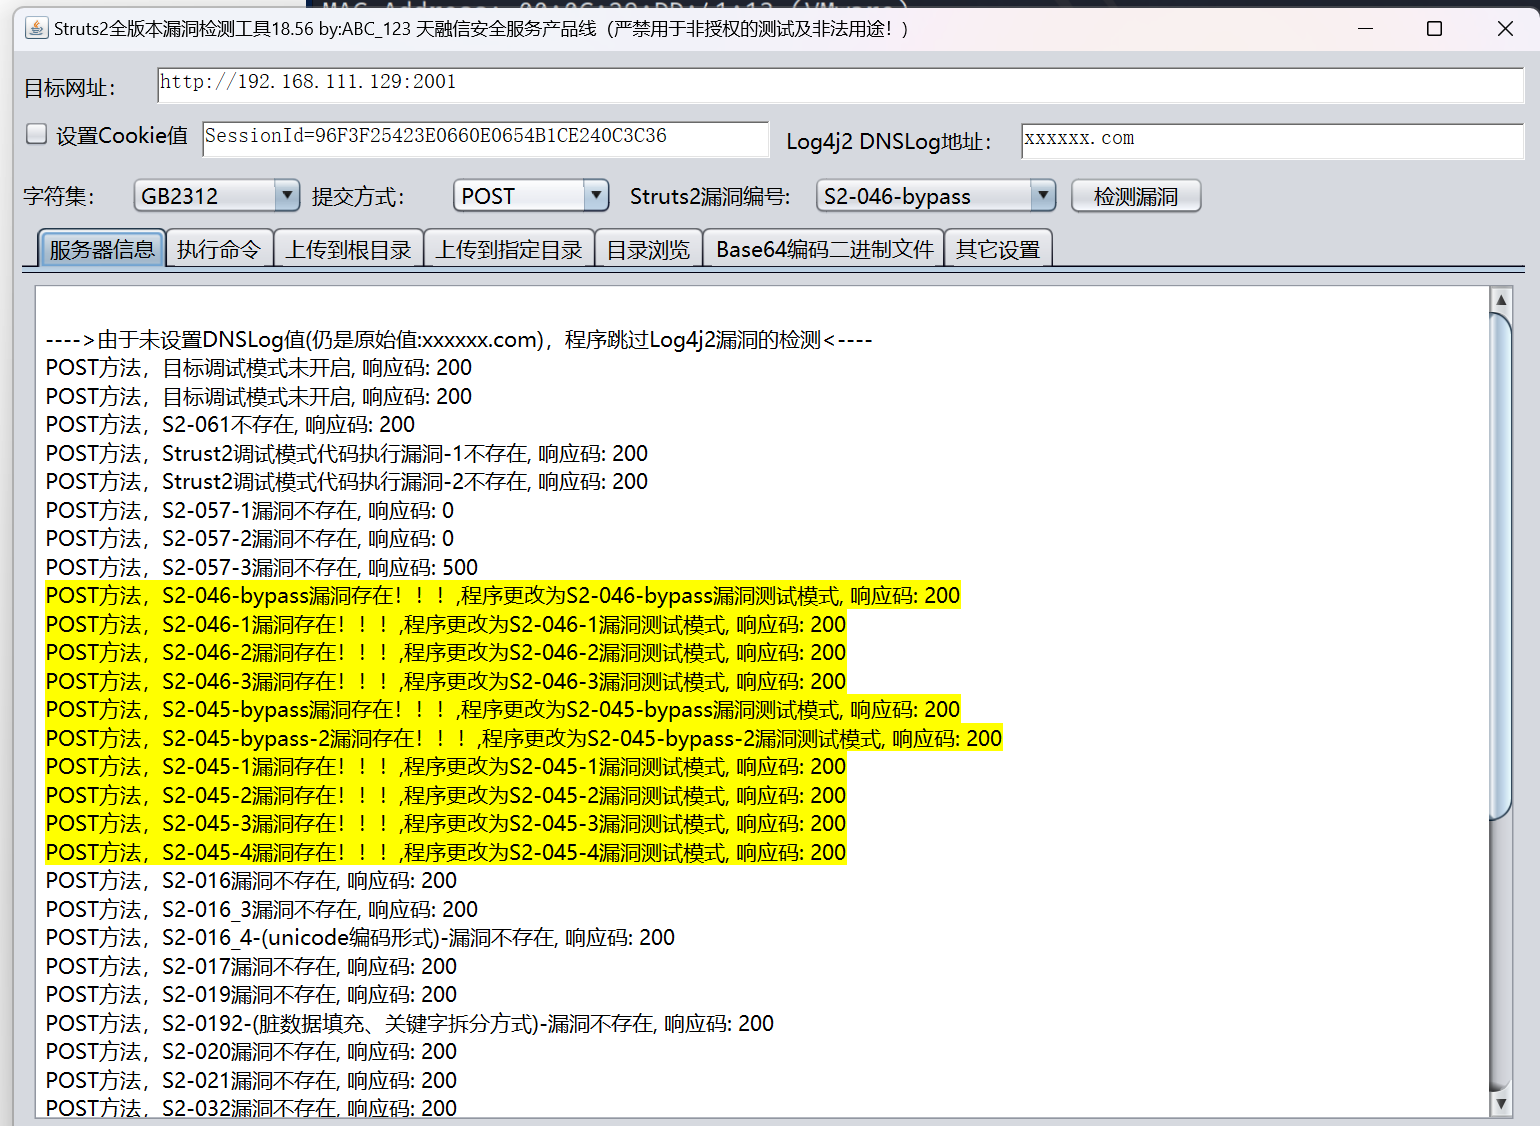 Struts2全版本漏洞检测工具18.56 by:ABC_123 天融信安全服务产品线（严禁用于非授权的测试及非法用途！）
目标网址：
http://192.168.111.129:2001
设置Cookie值
SessionId=96F3F25423E0660E0654B1CE240C3C36
Log4j2 DNSLog地址：
xxxxxx.com
字符集：
GB2312
提交方式：
POST
Struts2漏洞编号：
S2-046-bypass
检测漏洞
服务器信息
执行命令
上传到根目录
上传到指定目录
目录浏览
Base64编码二进制文件
其它设置
---->由于未设置DNSLog值(仍是原始值:xxxxxx.com)，程序跳过Log4j2漏洞的检测<----
POST方法，目标调试模式未开启, 响应码: 200
POST方法，目标调试模式未开启, 响应码: 200
POST方法，S2-061不存在, 响应码: 200
POST方法，Strust2调试模式代码执行漏洞-1不存在, 响应码: 200
POST方法，Strust2调试模式代码执行漏洞-2不存在, 响应码: 200
POST方法，S2-057-1漏洞不存在, 响应码: 0
POST方法，S2-057-2漏洞不存在, 响应码: 0
POST方法，S2-057-3漏洞不存在, 响应码: 500
POST方法，S2-046-bypass漏洞存在！！！,程序更改为S2-046-bypass漏洞测试模式, 响应码: 200
POST方法，S2-046-1漏洞存在！！！,程序更改为S2-046-1漏洞测试模式, 响应码: 200
POST方法，S2-046-2漏洞存在！！！,程序更改为S2-046-2漏洞测试模式, 响应码: 200
POST方法，S2-046-3漏洞存在！！！,程序更改为S2-046-3漏洞测试模式, 响应码: 200
POST方法，S2-045-bypass漏洞存在！！！,程序更改为S2-045-bypass漏洞测试模式, 响应码: 200
POST方法，S2-045-bypass-2漏洞存在！！！,程序更改为S2-045-bypass-2漏洞测试模式, 响应码: 200
POST方法，S2-045-1漏洞存在！！！,程序更改为S2-045-1漏洞测试模式, 响应码: 200
POST方法，S2-045-2漏洞存在！！！,程序更改为S2-045-2漏洞测试模式, 响应码: 200
POST方法，S2-045-3漏洞存在！！！,程序更改为S2-045-3漏洞测试模式, 响应码: 200
POST方法，S2-045-4漏洞存在！！！,程序更改为S2-045-4漏洞测试模式, 响应码: 200
POST方法，S2-016漏洞不存在, 响应码: 200
POST方法，S2-016_3漏洞不存在, 响应码: 200
POST方法，S2-016_4-(unicode编码形式)-漏洞不存在, 响应码: 200
POST方法，S2-017漏洞不存在, 响应码: 200
POST方法，S2-019漏洞不存在, 响应码: 200
POST方法，S2-0192-(脏数据填充、关键字拆分方式)-漏洞不存在, 响应码: 200
POST方法，S2-020漏洞不存在, 响应码: 200
POST方法，S2-021漏洞不存在, 响应码: 200
POST方法，S2-032漏洞不存在, 响应码: 200